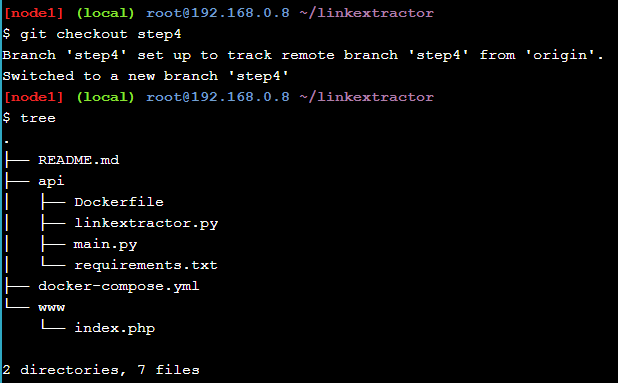 [node1] (local) root@192.168.0.8 ~/linkextractor
$ git checkout step4
Branch 'step4' set up to track remote branch 'step4' from 'origin'.
Switched to a new branch 'step4'
[node1] (local) root@192.168.0.8 ~/linkextractor
$ tree
.
├── README.md
├── api
│   ├── Dockerfile
│   ├── linkextractor.py
│   ├── main.py
│   └── requirements.txt
├── docker-compose.yml
└── www
    └── index.php

2 directories, 7 files